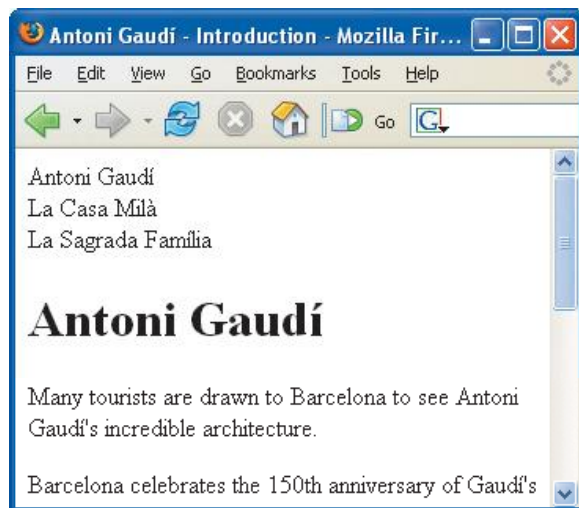 Antoni Gaudí - Introduction - Mozilla Fir...
File Edit View Go Bookmarks Tools Help
Go G
Antoni Gaudí
La Casa Milà
La Sagrada Família
Antoni Gaudí
Many tourists are drawn to Barcelona to see Antoni
Gaudí's incredible architecture.
Barcelona celebrates the 150th anniversary of Gaudí's